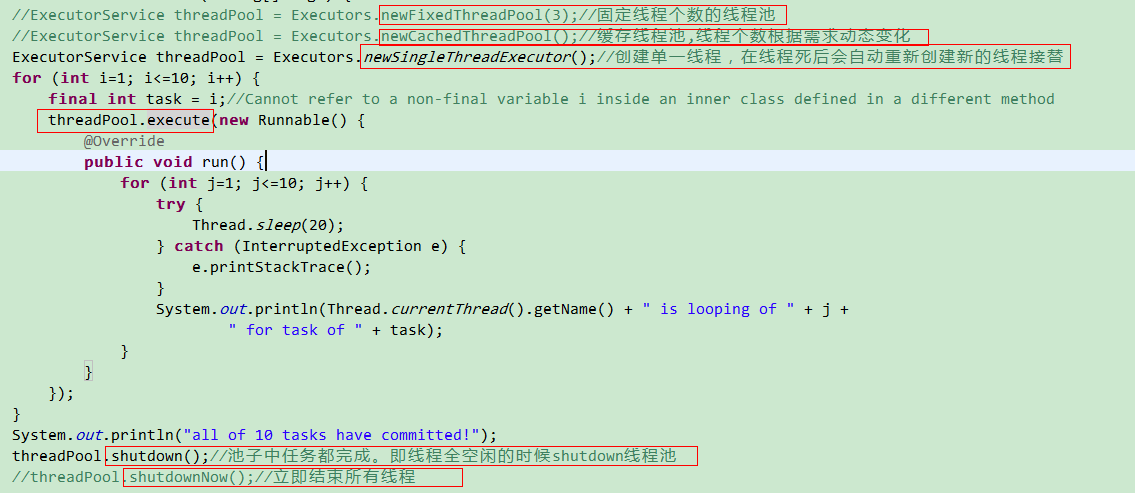 //ExecutorService threadPool = Executors.newFixedThreadPool(3);//固定线程个数的线程池
//ExecutorService threadPool = Executors.newCachedThreadPool();//缓存线程池,线程个数根据需求动态变化
ExecutorService threadPool = Executors.newSingleThreadExecutor();//创建单一线程，在线程死后会自动重新创建新的线程接替
for (int i=1; i<=10; i++) {
final int task = i;//Cannot refer to a non-final variable i inside an inner class defined in a different method
threadPool.execute(new Runnable() {
@Override
public void run() {
for (int j=1; j<=10; j++) {
try {
Thread.sleep(20);
} catch (InterruptedException e) {
e.printStackTrace();
}
System.out.println(Thread.currentThread().getName() + " is looping of " + j +
" for task of " + task);
}
}
});
}
System.out.println("all of 10 tasks have committed!");
threadPool.shutdown();//池子中任务都完成。即线程全空闲的时候shutdown线程池
//threadPool.shutdownNow();//立即结束所有线程